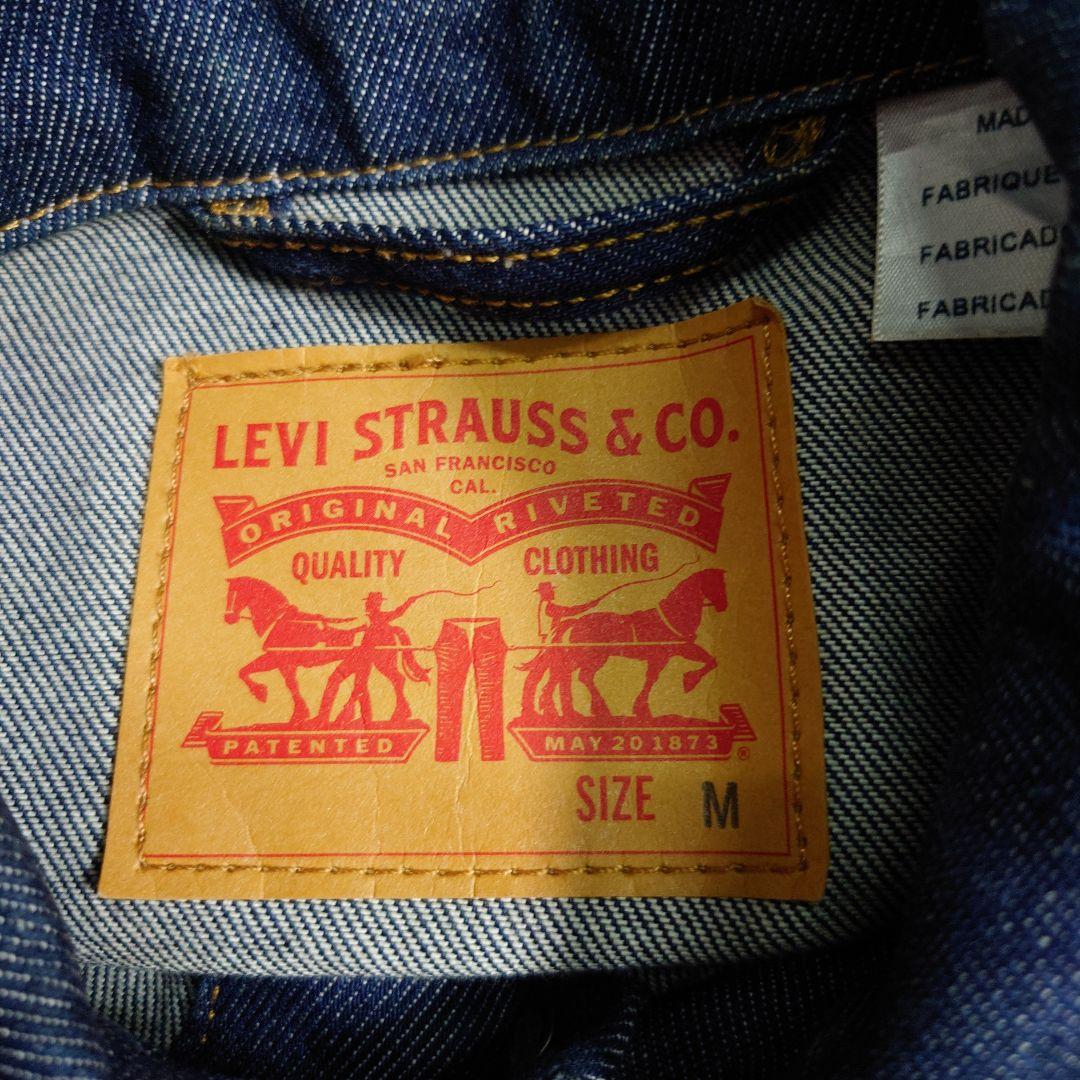 LEVI STRAUSS & CO.
SAN FRANCISCO
CAL.
ORIGINAL RIVETED
QUALITY CLOTHING
PATENTED MAY 20 1873 ®
SIZE M
MAD
FABRIQUE
FABRICAD
FABRICAD